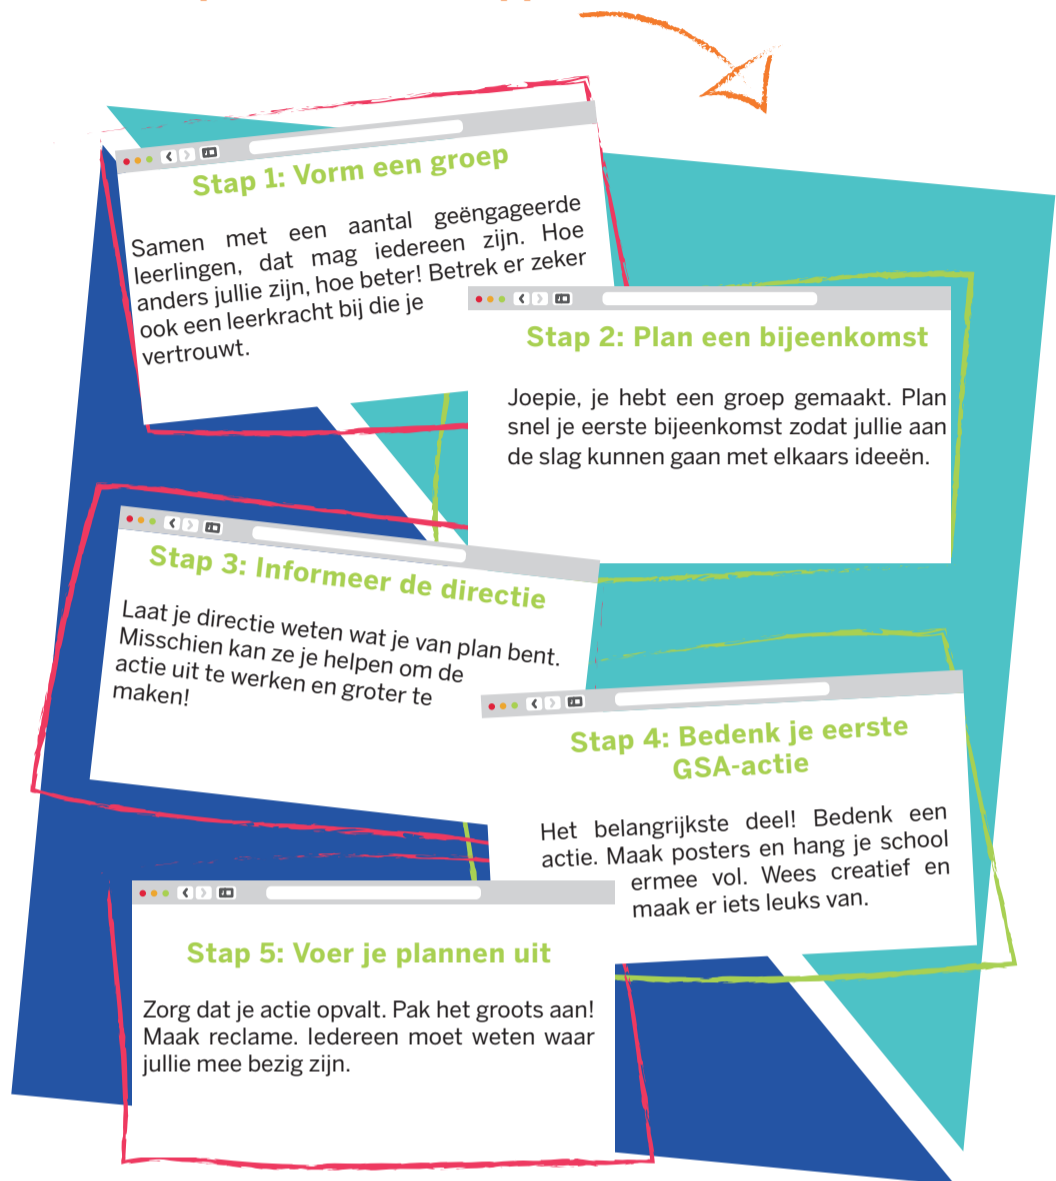 Stap 1: Vorm een groep
Samen met een aantal geëngageerde
leerlingen, dat mag iedereen zijn. Hoe
anders jullie zijn, hoe beter! Betrek er zeker
ook een leerkracht bij die je
vertrouwt.
Stap 2: Plan een bijeenkomst
Joepie, je hebt een groep gemaakt. Plan
snel je eerste bijeenkomst zodat jullie aan
de slag kunnen gaan met elkaars ideeën.
Stap 3: Informeer de directie
Laat je directie weten wat je van plan bent.
Misschien kan ze je helpen om de
actie uit te werken en groter te
maken!
Stap 4: Bedenk je eerste
GSA-actie
Het belangrijkste deel! Bedenk een
actie. Maak posters en hang je school
ermee vol. Wees creatief en
maak er iets leuks van.
Stap 5: Voer je plannen uit
Zorg dat je actie opvalt. Pak het groots aan!
Maak reclame. Iedereen moet weten waar
jullie mee bezig zijn.